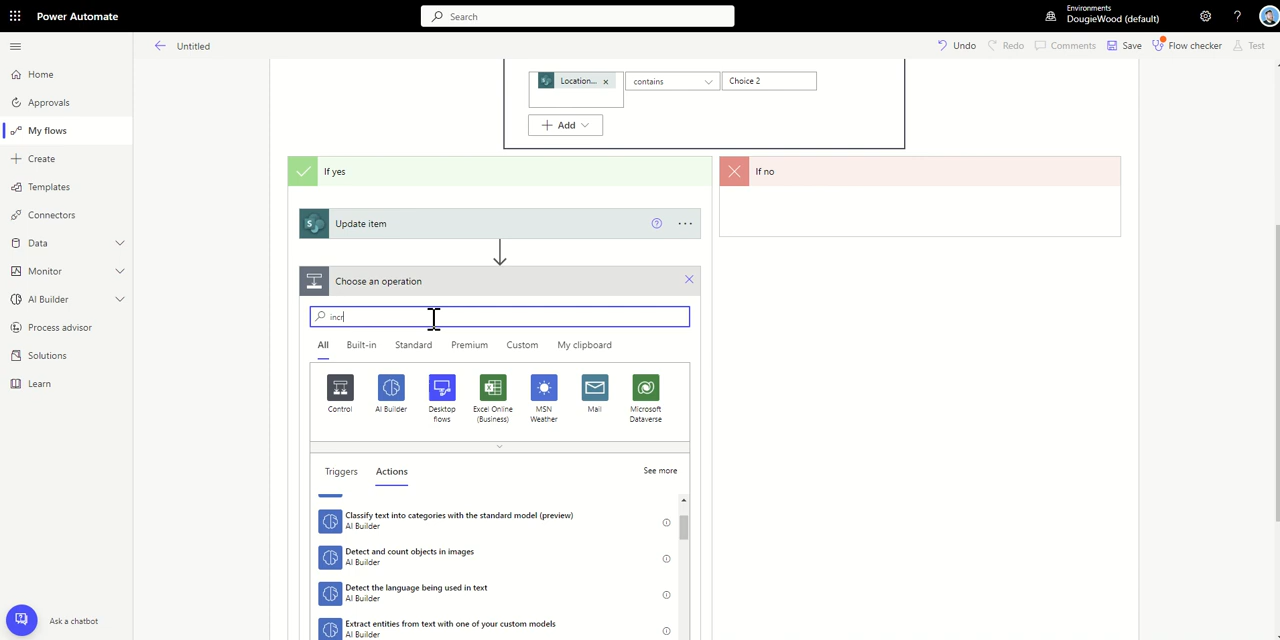 Power Automate
Search
Environments
DougieWood (default)
Untitled
Undo
Redo
Comments
Save
Flow checker
Test
Home
Approvals
My flows
Create
Templates
Connectors
Data
Monitor
AI Builder
Process advisor
Solutions
Learn
Ask a chatbot
Location...
contains
Choice 2
Add
If yes
If no
Update item
Choose an operation
incr
All
Built-in
Standard
Premium
Custom
My clipboard
Control
AI Builder
Desktop
flows
Excel Online
(Business)
MSN
Weather
Mail
Microsoft
Dataverse
Triggers
Actions
See more
Classify text into categories with the standard model (preview)
AI Builder
Detect and count objects in images
AI Builder
Detect the language being used in text
AI Builder
Extract entities from text with one of your custom models
AI Builder